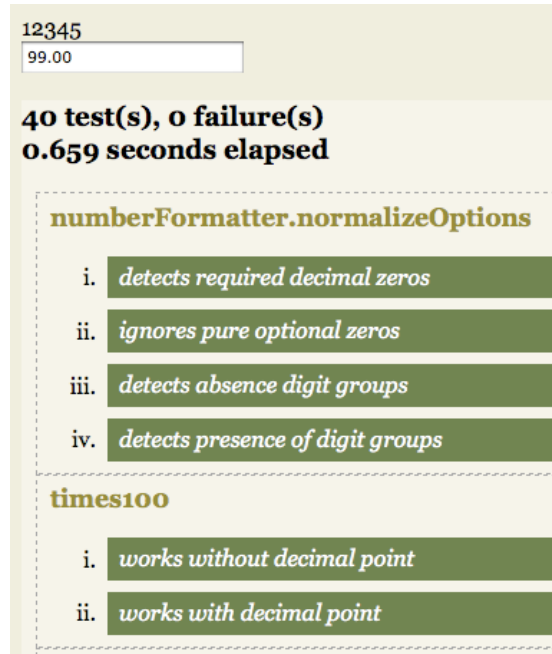 12345
99.00
40 test(s), 0 failure(s)
0.659 seconds elapsed
numberFormatter.normalizeOptions
i. detects required decimal zeros
ii. ignores pure optional zeros
iii. detects absence digit groups
iv. detects presence of digit groups
times100
i. works without decimal point
ii. works with decimal point